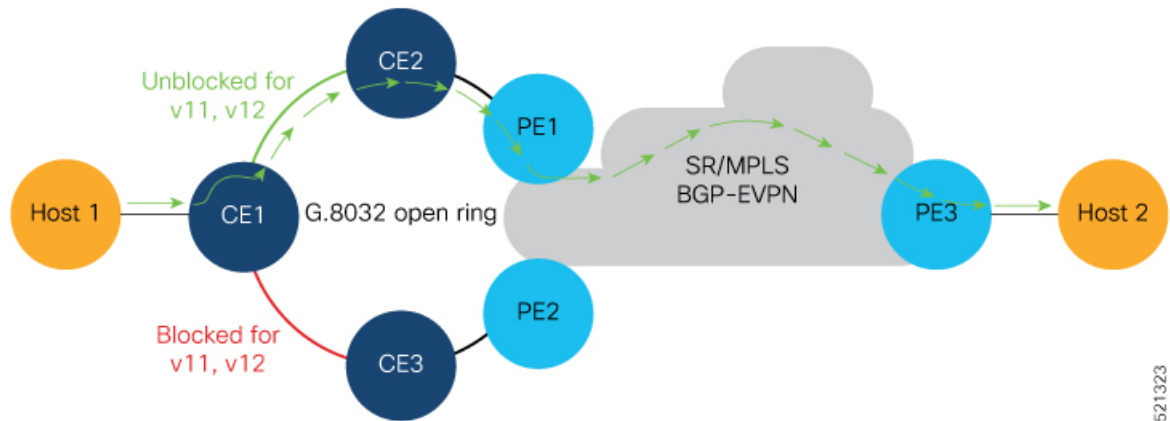 CE2
Unblocked for
v11, v12
PE1
SR/MPLS
BGP-EVPN
Host 1
CE1
G.8032 open ring
PE3
Host 2
PE2
Blocked for
v11, v12
CE3
521323